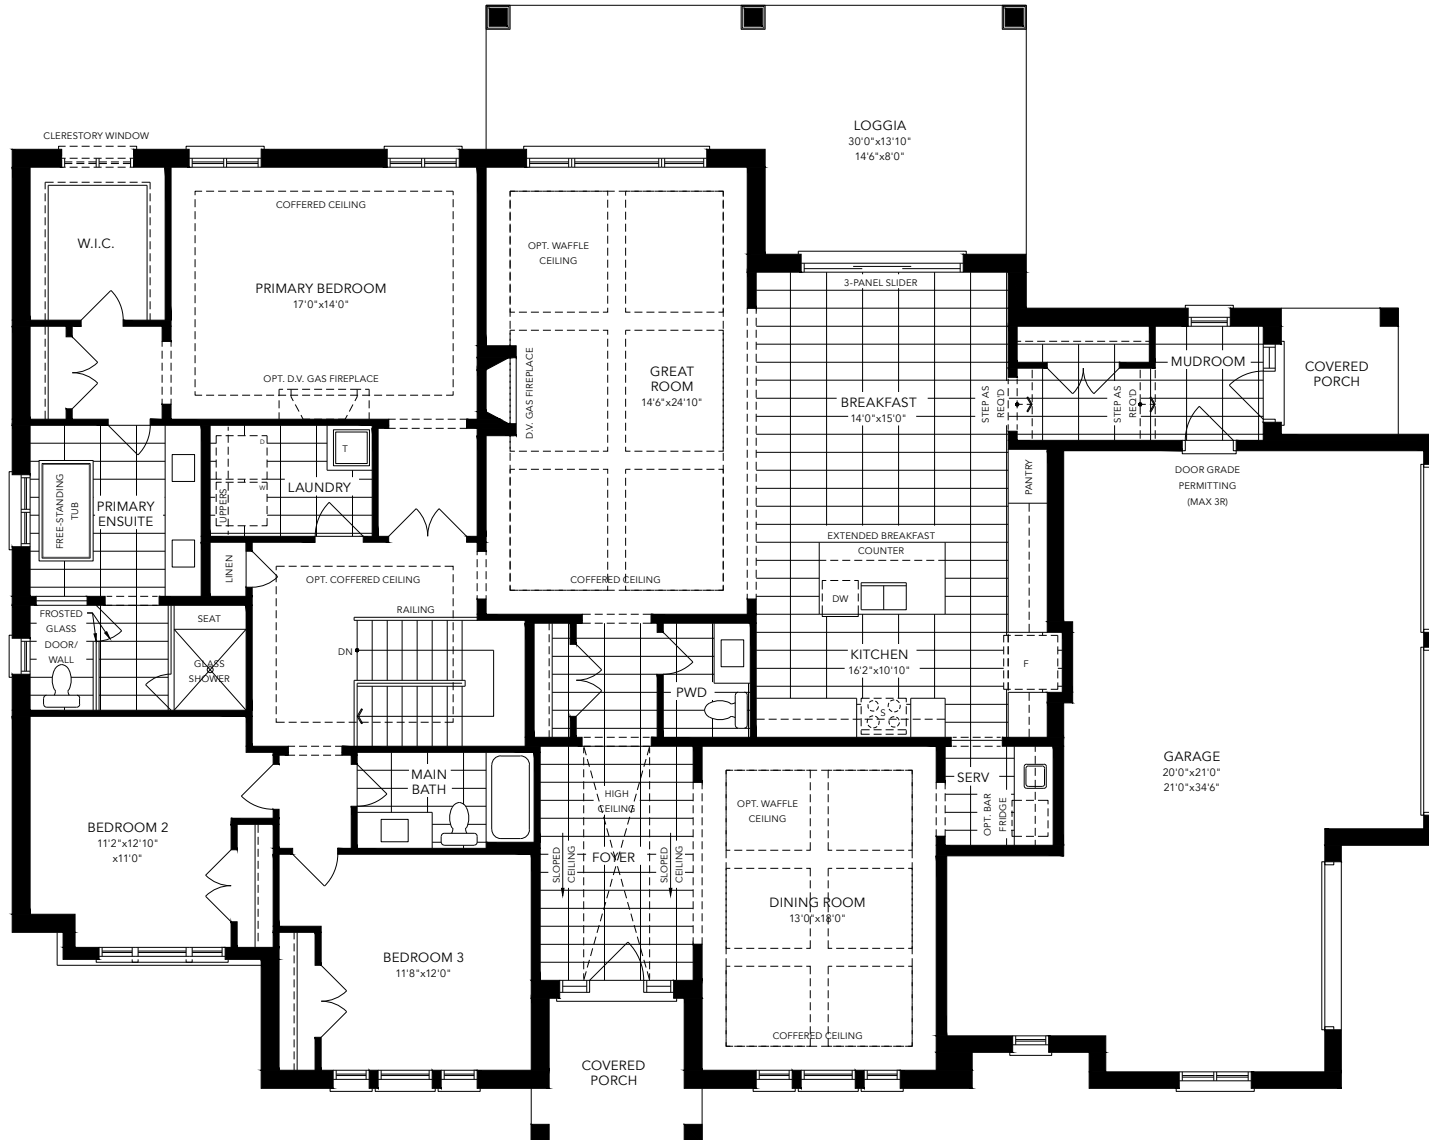 LOGGIA
30'0"x13'10"
14'6"x8'0"
CLERESTORY WINDOW
W.I.C.
COFFERED CEILING
PRIMARY BEDROOM
17'0"x14'0"
OPT. D.V. GAS FIREPLACE
OPT. WAFFLE
CEILING
D.V. GAS FIREPLACE
GREAT
ROOM
14'6"x24'10"
COFFERED CEILING
3-PANEL SLIDER
BREAKFAST
14'0"x15'0"
STEP AS
REQ'D
STEP AS
REQ'D
MUDROOM
COVERED
PORCH
DOOR GRADE
PERMITTING
(MAX 3R)
PANTRY
FREE-STANDING
TUB
PRIMARY
ENSUITE
UPPERS
D
W
T
LAUNDRY
LINEN
OPT. COFFERED CEILING
RAILING
DN
FROSTED
GLASS
DOOR/
WALL
SEAT
GLASS
SHOWER
EXTENDED BREAKFAST
COUNTER
DW
KITCHEN
16'2"x10'10"
F
S
PWD
GARAGE
20'0"x21'0"
21'0"x34'6"
SERV
OPT. BAR
FRIDGE
MAIN
BATH
BEDROOM 2
11'2"x12'10"
x11'0"
HIGH
CEILING
SLOPED
CEILING
FOYER
SLOPED
CEILING
OPT. WAFFLE
CEILING
DINING ROOM
13'0"x18'0"
COFFERED CEILING
BEDROOM 3
11'8"x12'0"
COVERED
PORCH